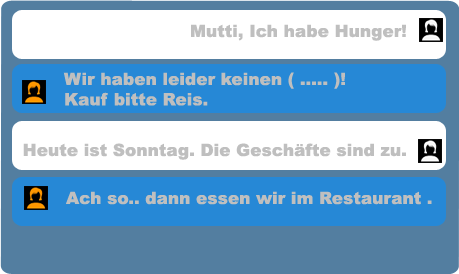 Mutti, Ich habe Hunger!
Wir haben leider keinen ( ..... )!
Kauf bitte Reis.
Heute ist Sonntag. Die Geschäfte sind zu.
Ach so.. dann essen wir im Restaurant .